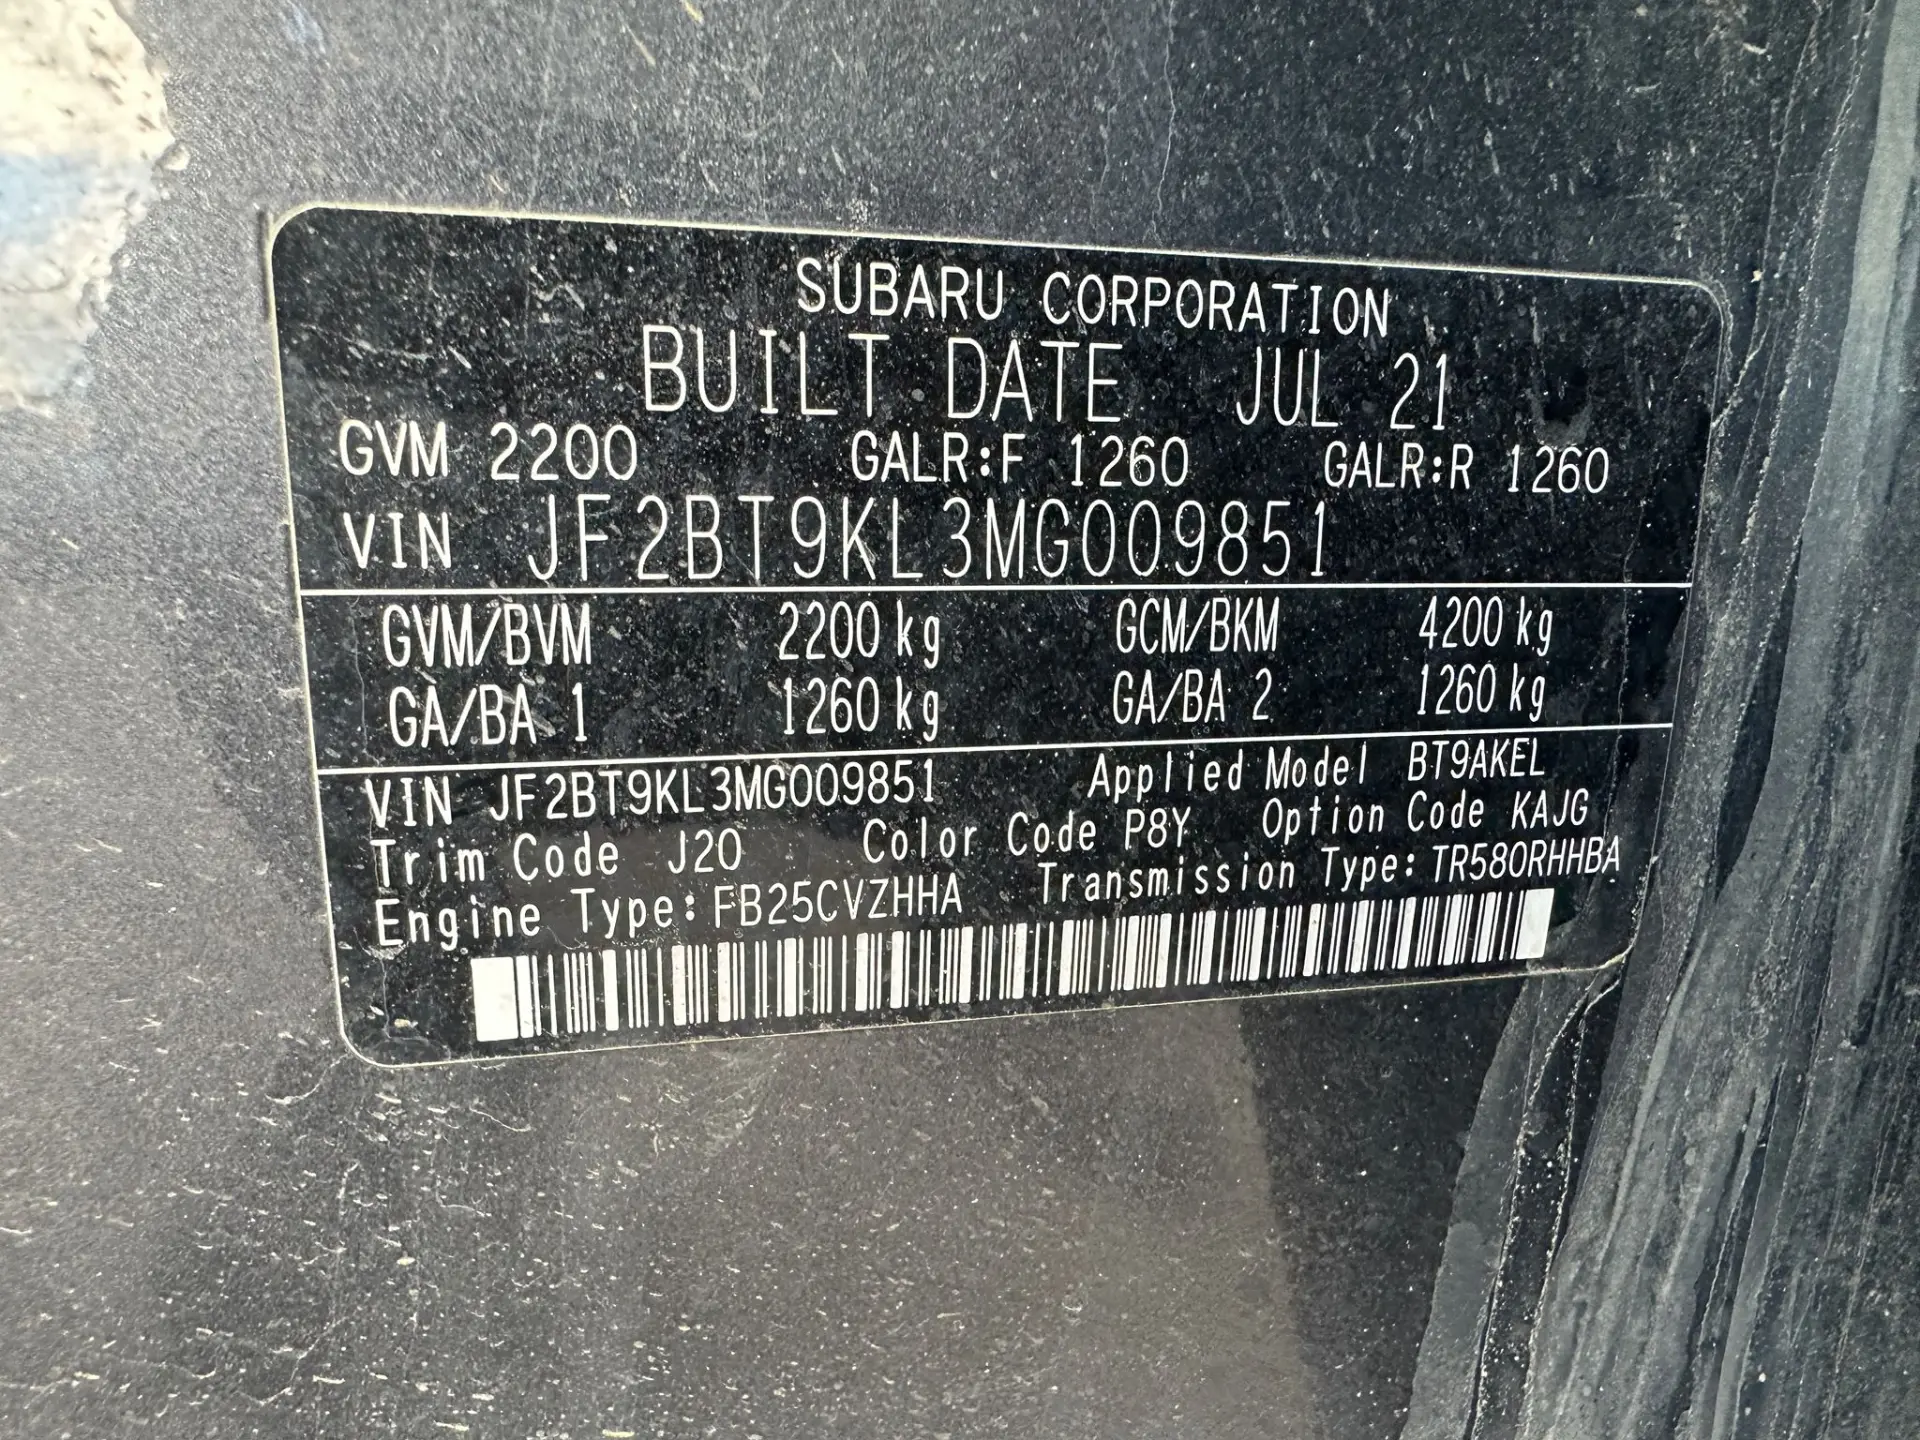 SUBARU CORPORATION
BUILT DATE JUL 21
GVM 2200 GALR:F 1260 GALR:R 1260
VIN JF2BT9KL3MG009851
GVM/BVM 2200 kg GCM/BKM 4200 kg
GA/BA 1 1260 kg GA/BA 2 1260 kg
VIN JF2BT9KL3MG009851 Applied Model BT9AKEL
Trim Code J20 Color Code P8Y Option Code KAJG
Engine Type: FB25CVZHHA Transmission Type: TR580RHHBA